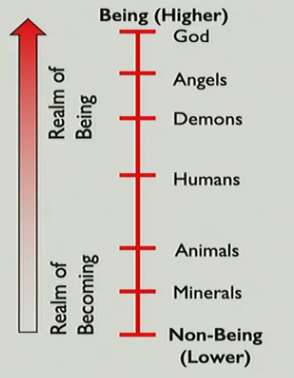 Being (Higher)
God
Angels
Demons
Humans
Animals
Minerals
Non-Being
(Lower)
Realm of
Being
Realm of
Becoming